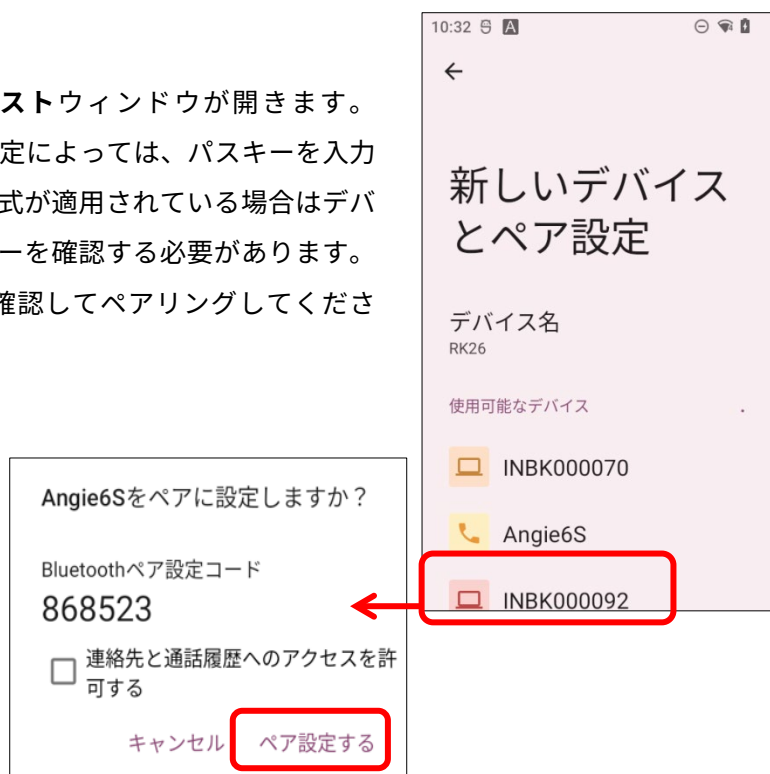 ストウィンドウが開きます。
定によっては、パスキーを入力
式が適用されている場合はデバ
ーを確認する必要があります。
確認してペアリングしてくださ
10:32 A
新しいデバイス
とペア設定
デバイス名
RK26
使用可能なデバイス
INBK000070
Angie6S
INBK000092
Angie6Sをペアに設定しますか？
Bluetoothペア設定コード
868523
連絡先と通話履歴へのアクセスを許
可する
キャンセル ペア設定する